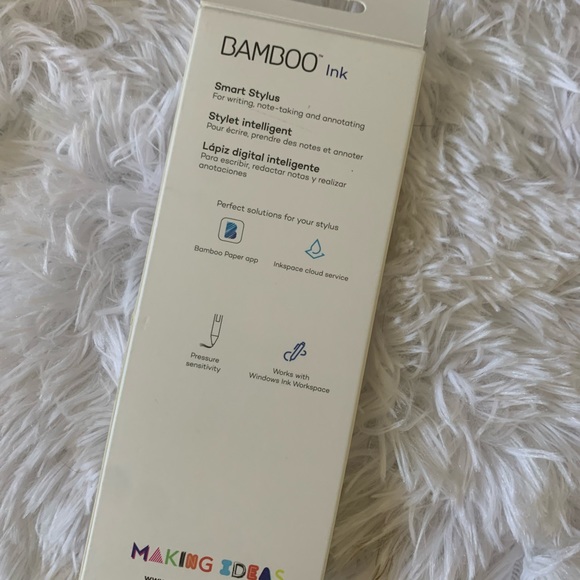 BAMBOO™ Ink
Smart Stylus
For writing, note-taking and annotating
Stylet intelligent
Pour écrire, prendre des notes et annoter
Lápiz digital inteligente
Para escribir, redactar notas y realizar
anotaciones
Perfect solutions for your stylus
Bamboo Paper app
Inkspace cloud service
Pressure
sensitivity
Works with
Windows Ink Workspace
MAKING IDEAS